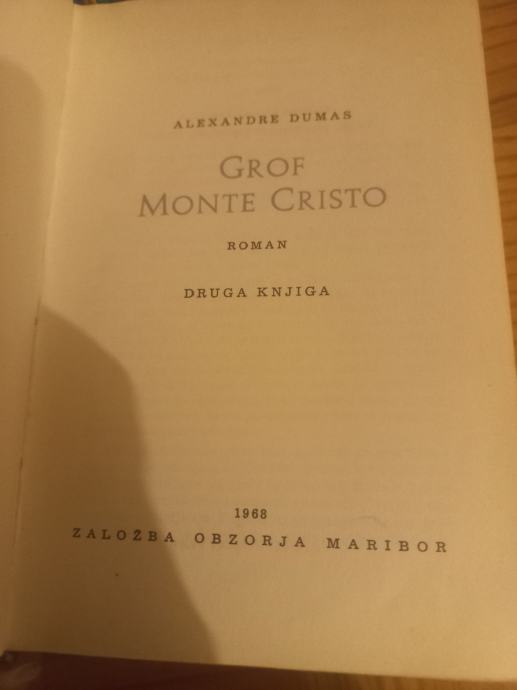 ALEXANDRE DUMAS
GROF
MONTE CRISTO
ROMAN
DRUGA KNJIGA
1968
ZALOŽBA OBZORJA MARIBOR